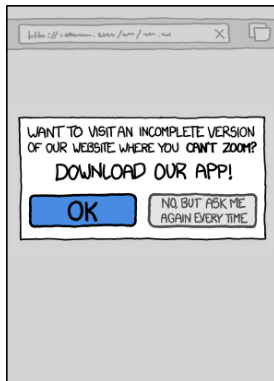 WANT TO VISIT AN INCOMPLETE VERSION
OF OUR WEBSITE WHERE YOU CAN'T ZOOM?
DOWNLOAD OUR APP!
OK
NO, BUT ASK ME
AGAIN EVERY TIME